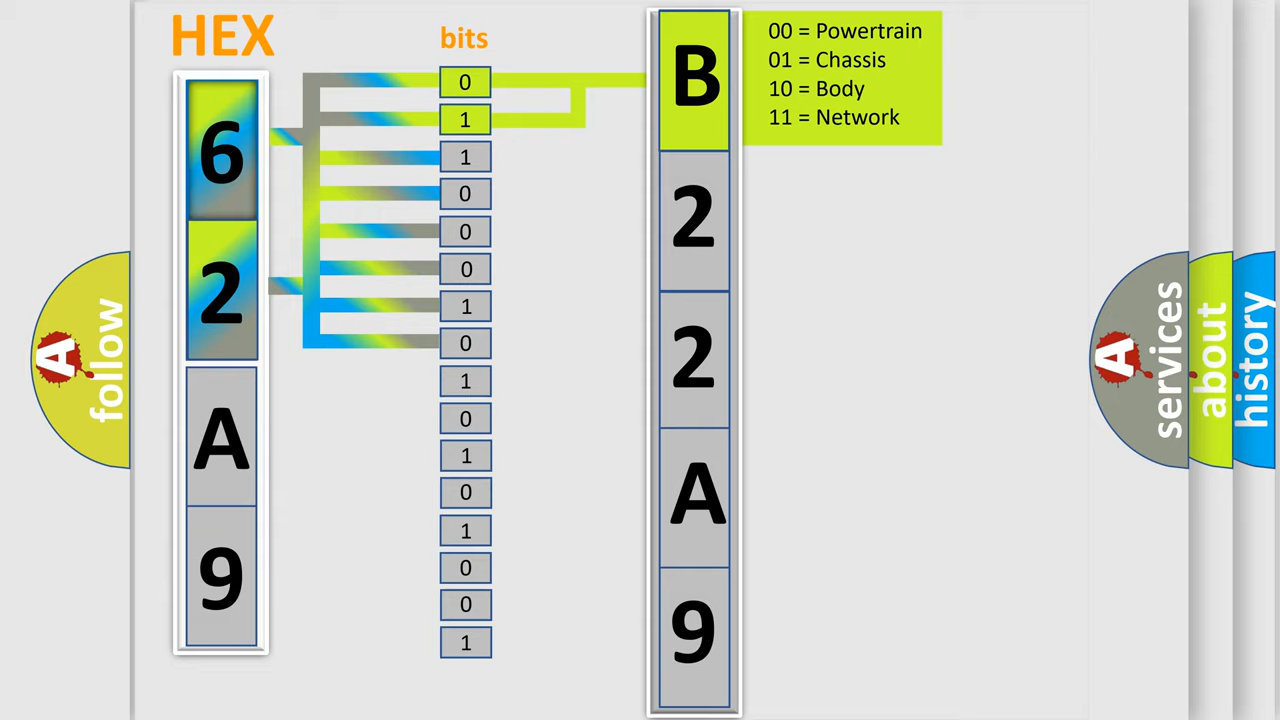 HEX
bits
6
2
A
9
0
1
1
0
0
0
1
0
1
0
1
0
1
0
0
1
B
2
2
A
9
00 = Powertrain
01 = Chassis
10 = Body
11 = Network
A
follow
A
services
about
history